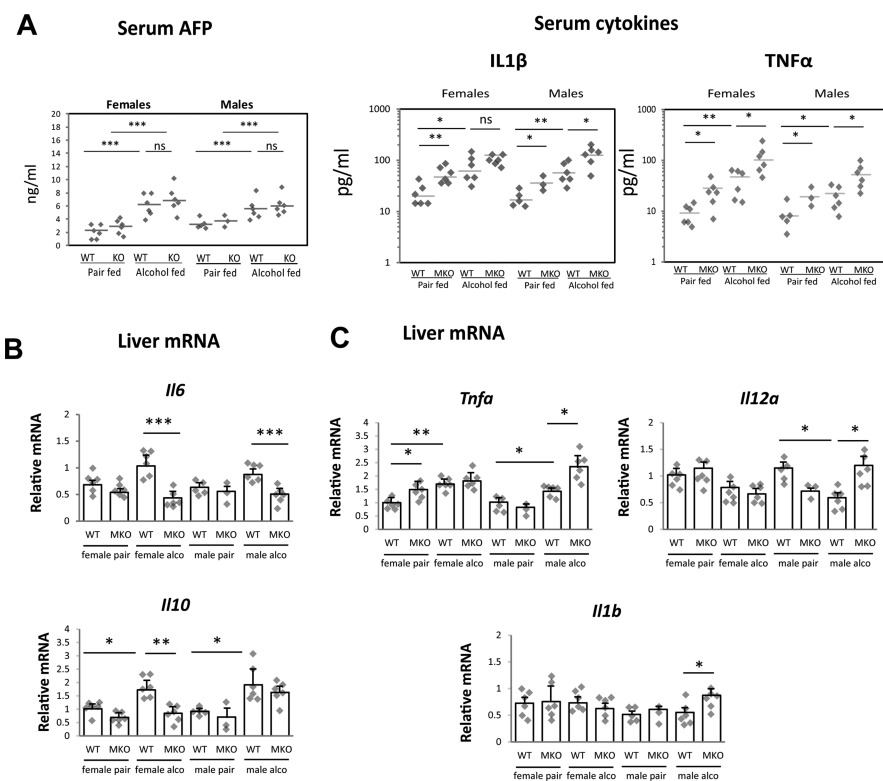 A
Serum AFP
Serum cytokines
IL1β
TNFα
Females Males
ng/ml
20
18
16
14
12
10
8
6
4
2
0
*** ***
*** ns *** ns
WT KO WT KO WT KO WT KO
Pair fed Alcohol fed Pair fed Alcohol fed
Females Males
pg/ml
1000
100
10
1
* ns ** *
** *
WT MKO WT MKO WT MKO WT MKO
Pair fed Alcohol fed Pair fed Alcohol fed
Females Males
pg/ml
1000
100
10
1
** * * *
* *
WT MKO WT MKO WT MKO WT MKO
Pair fed Alcohol fed Pair fed Alcohol fed
B
Liver mRNA
Il6
Relative mRNA
2
1.5
1
0.5
0
*** ***
WT MKO WT MKO WT MKO WT MKO
female pair female alco male pair male alco
Il10
Relative mRNA
4
3.5
3
2.5
2
1.5
1
0.5
0
* ** *
WT MKO WT MKO WT MKO WT MKO
female pair female alco male pair male alco
C
Liver mRNA
Tnfa
Relative mRNA
4
3.5
3
2.5
2
1.5
1
0.5
0
** * *
*
WT MKO WT MKO WT MKO WT MKO
female pair female alco male pair male alco
Il12a
Relative mRNA
2
1.5
1
0.5
0
* *
WT MKO WT MKO WT MKO WT MKO
female pair female alco male pair male alco
Il1b
Relative mRNA
2
1.5
1
0.5
0
*
WT MKO WT MKO WT MKO WT MKO
female pair female alco male pair male alco